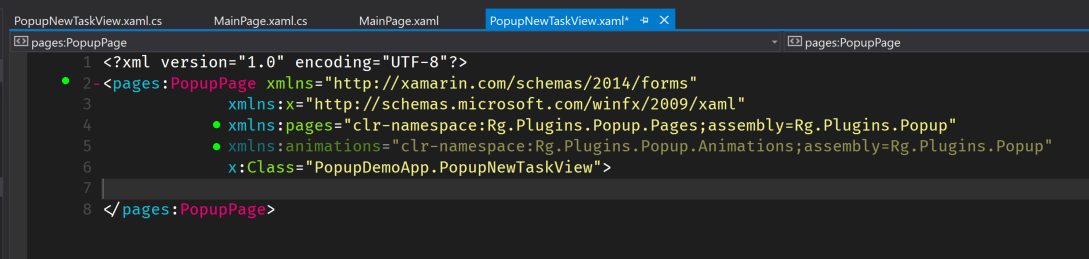 PopupNewTaskView.xaml.cs MainPage.xaml.cs MainPage.xaml PopupNewTaskView.xaml*
pages:PopupPage pages:PopupPage
1 <?xml version="1.0" encoding="UTF-8"?>
2 <pages:PopupPage xmlns="http://xamarin.com/schemas/2014/forms"
3 xmlns:x="http://schemas.microsoft.com/winfx/2009/xaml"
4 xmlns:pages="clr-namespace:Rg.Plugins.Popup.Pages;assembly=Rg.Plugins.Popup"
5 xmlns:animations="clr-namespace:Rg.Plugins.Popup.Animations;assembly=Rg.Plugins.Popup"
6 x:Class="PopupDemoApp.PopupNewTaskView">
7
8 </pages:PopupPage>